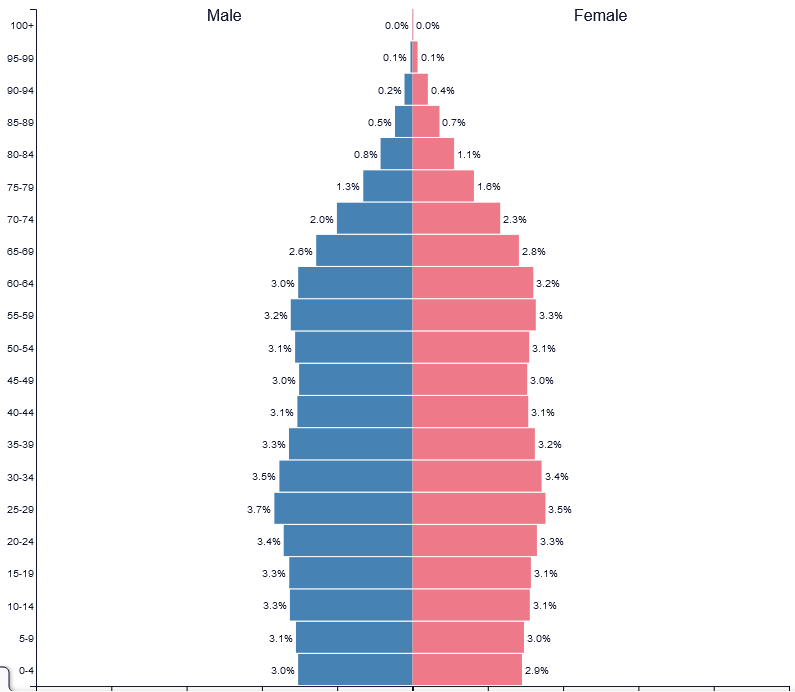 Male Female
100+ 0.0% 0.0%
95-99 0.1% 0.1%
90-94 0.2% 0.4%
85-89 0.5% 0.7%
80-84 0.8% 1.1%
75-79 1.3% 1.6%
70-74 2.0% 2.3%
65-69 2.6% 2.8%
60-64 3.0% 3.2%
55-59 3.2% 3.3%
50-54 3.1% 3.1%
45-49 3.0% 3.0%
40-44 3.1% 3.1%
35-39 3.3% 3.2%
30-34 3.5% 3.4%
25-29 3.7% 3.5%
20-24 3.4% 3.3%
15-19 3.3% 3.1%
10-14 3.3% 3.1%
5-9 3.1% 3.0%
0-4 3.0% 2.9%